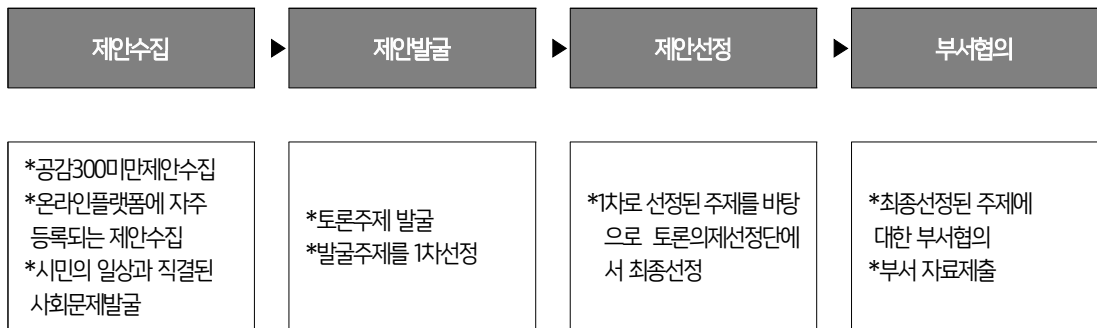 제안수집 ▶ 제안발굴 ▶ 제안선정 ▶ 부서협의
*공감300미만제안수집
*온라인플랫폼에 자주
등록되는 제안수집
*시민의 일상과 직결된
사회문제발굴
*토론주제 발굴
*발굴주제를 1차선정
*1차로 선정된 주제를 바탕
으로 토론의제선정단에
서 최종선정
*최종선정된 주제에
대한 부서협의
*부서 자료제출